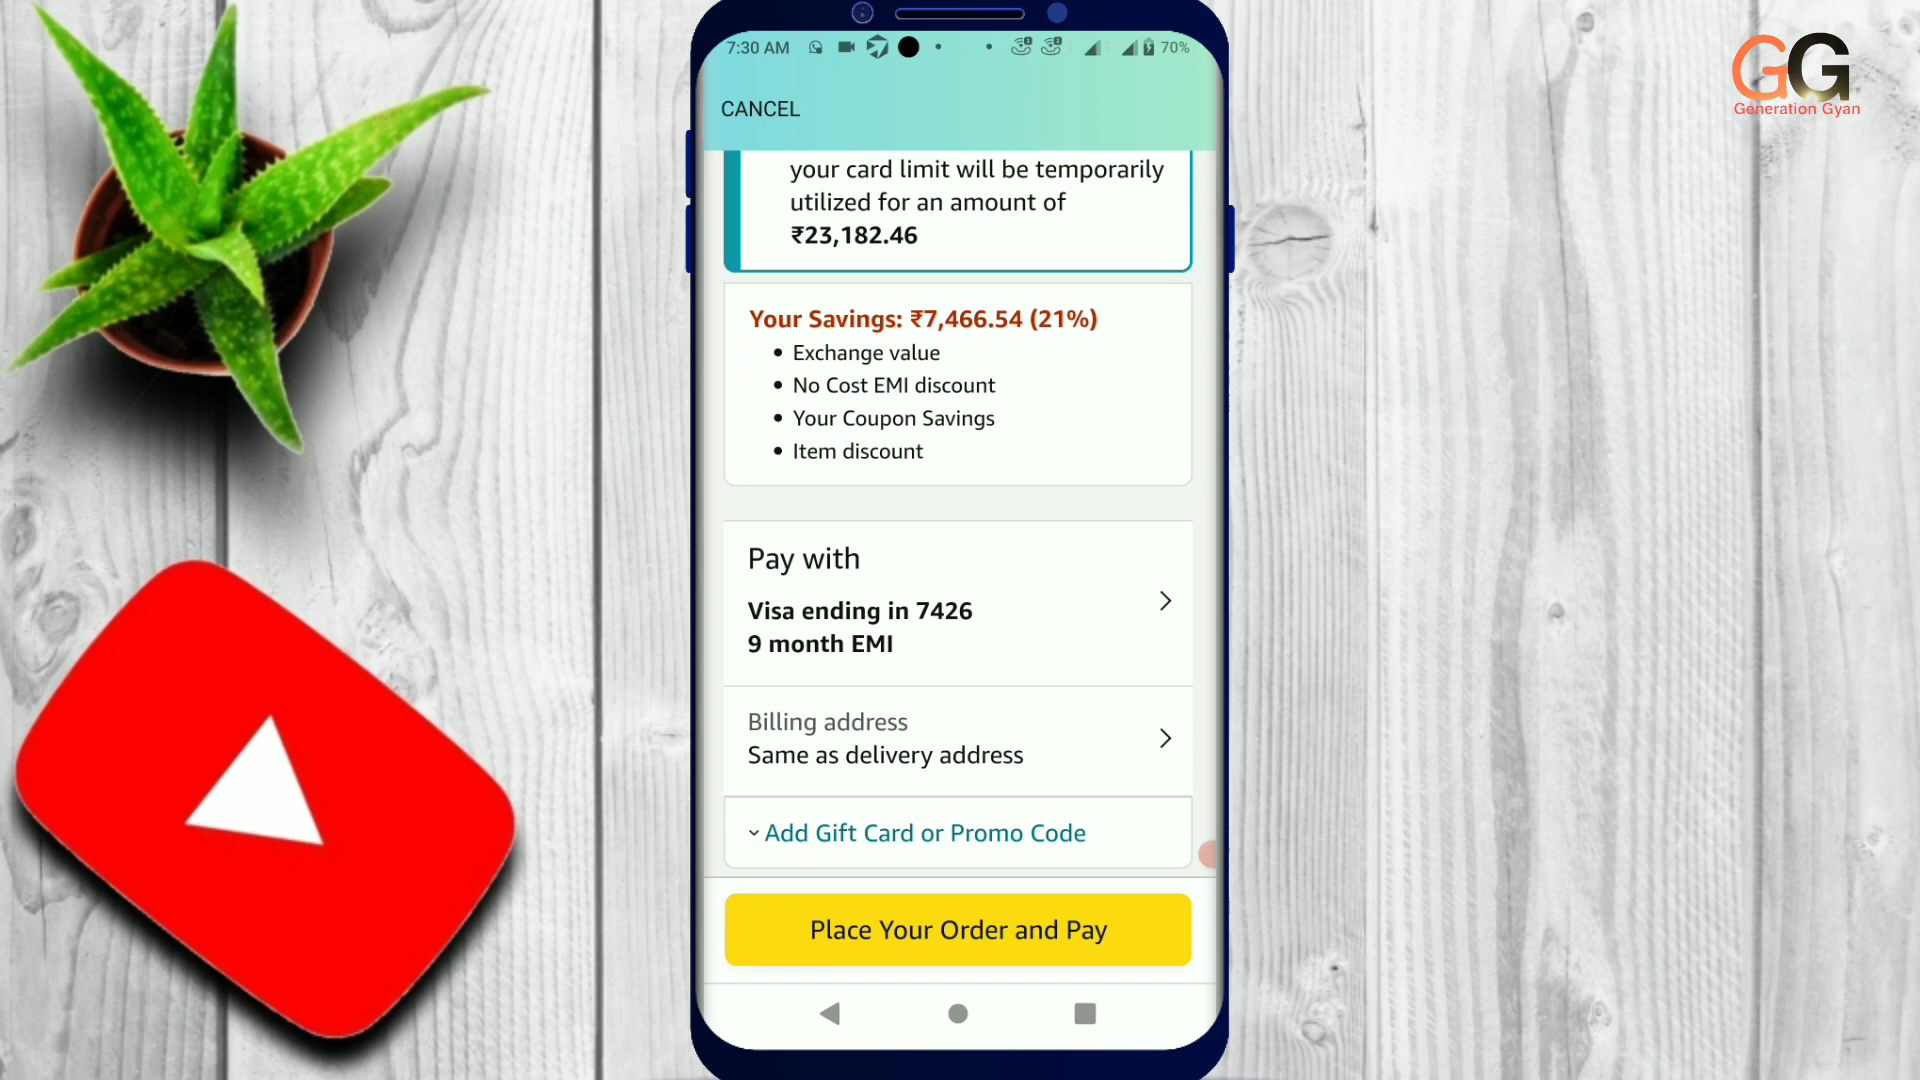 7:30 AM
70%
GG
Generation Gyan
CANCEL
your card limit will be temporarily
utilized for an amount of
₹23,182.46
Your Savings: ₹7,466.54 (21%)
• Exchange value
• No Cost EMI discount
• Your Coupon Savings
• Item discount
Pay with
Visa ending in 7426
9 month EMI
Billing address
Same as delivery address
Add Gift Card or Promo Code
Place Your Order and Pay